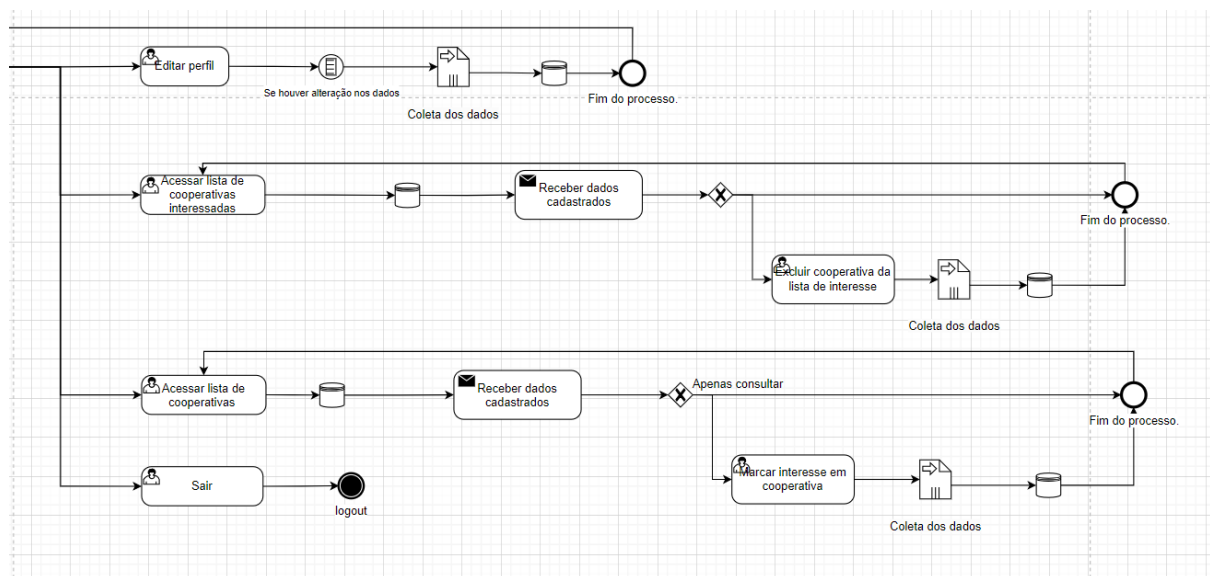 Editar perfil
Se houver alteração nos dados
Coleta dos dados
Fim do processo.
Acessar lista de
cooperativas
interessadas
Receber dados
cadastrados
Fim do processo.
Excluir cooperativa da
lista de interesse
Coleta dos dados
Acessar lista de
cooperativas
Receber dados
cadastrados
Apenas consultar
Fim do processo.
Marcar interesse em
cooperativa
Coleta dos dados
Sair
logout